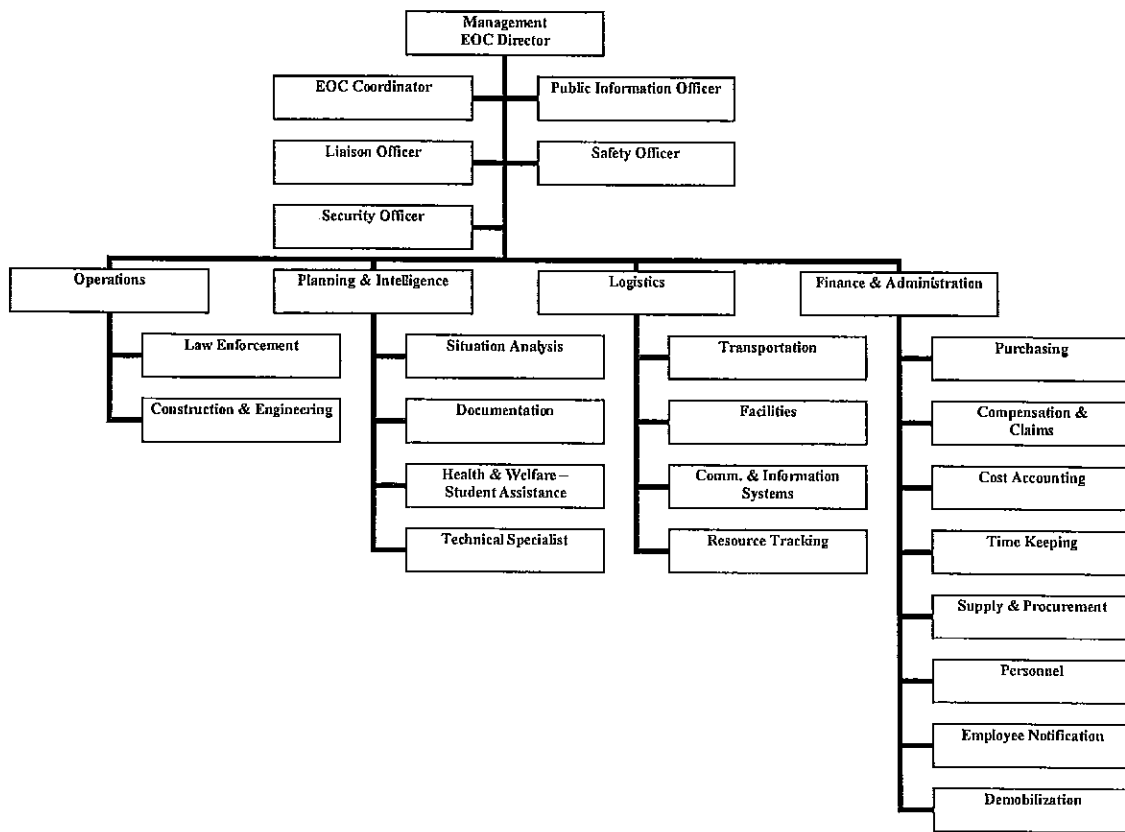 Management
EOC Director
EOC Coordinator
Public Information Officer
Liaison Officer
Safety Officer
Security Officer
Operations
Planning & Intelligence
Logistics
Finance & Administration
Law Enforcement
Situation Analysis
Transportation
Purchasing
Construction & Engineering
Documentation
Facilities
Compensation &
Claims
Health & Welfare –
Student Assistance
Comm. & Information
Systems
Cost Accounting
Technical Specialist
Resource Tracking
Time Keeping
Supply & Procurement
Personnel
Employee Notification
Demobilization